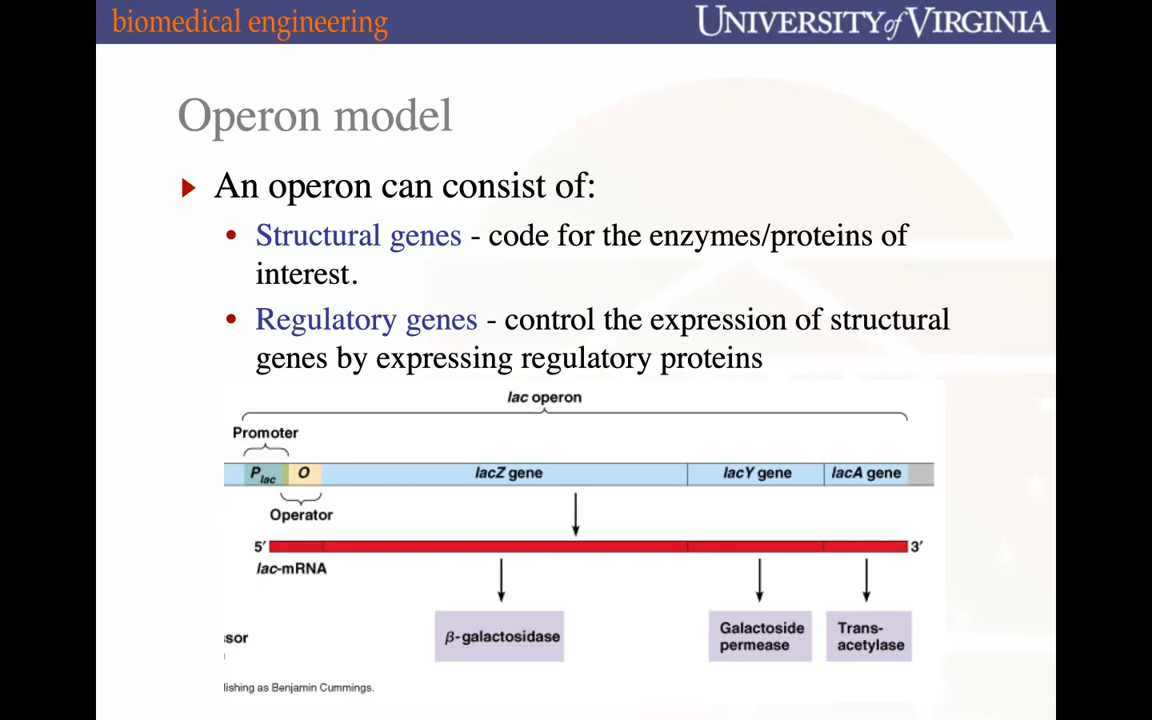 biomedical engineering
UNIVERSITY of VIRGINIA
Operon model
An operon can consist of:
• Structural genes - code for the enzymes/proteins of
interest.
• Regulatory genes - control the expression of structural
genes by expressing regulatory proteins
lac operon
Promoter
Plac O lacZ gene lacY gene lacA gene
Operator
5′ 3′
lac-mRNA
β-galactosidase
Galactoside
permease
Trans-
acetylase
sor
lishing as Benjamin Cummings.